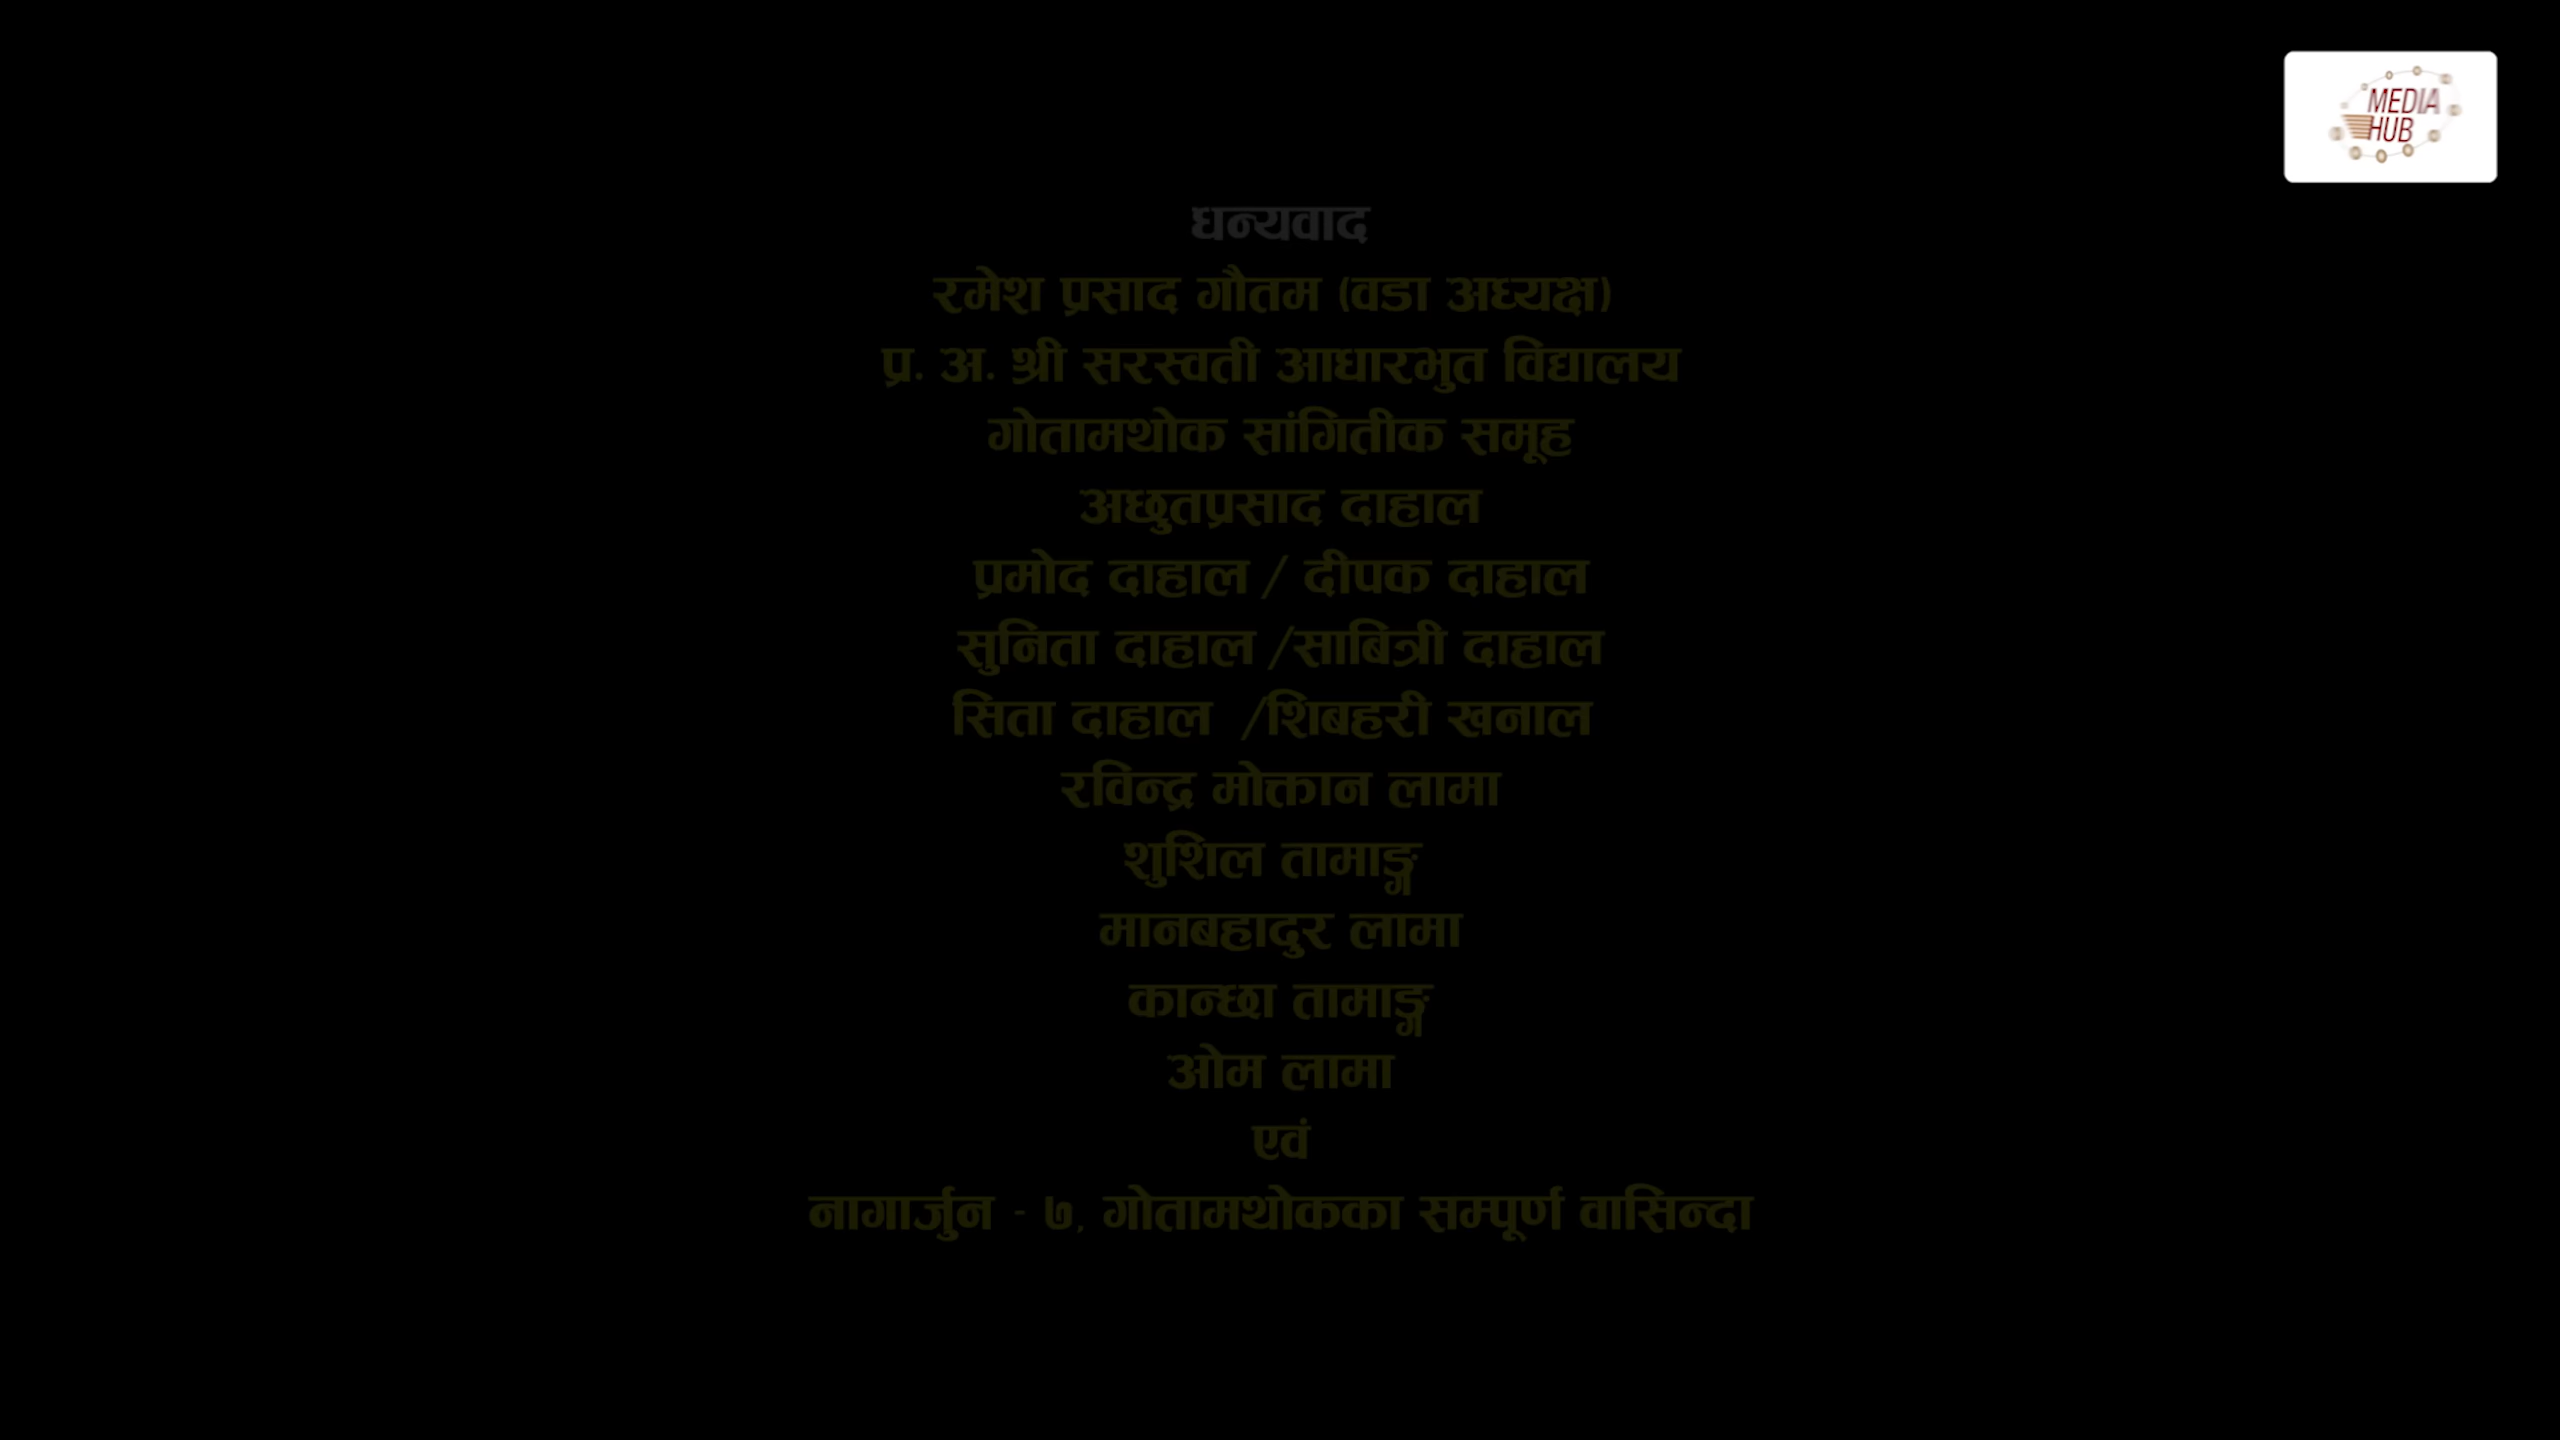 MEDIA
HUB
धन्यवाद
रमेश प्रसाद गौतम (वडा अध्यक्ष)
प्र. अ. श्री सरस्वती आधारभुत विद्यालय
गोतामथोक सांगितीक समूह
अछुतप्रसाद दाहाल
प्रमोद दाहाल / दीपक दाहाल
सुनिता दाहाल /साबित्री दाहाल
सिता दाहाल /शिबहरी खनाल
रविन्द्र मोक्तान लामा
शुशिल तामाङ्ग
मानबहादुर लामा
कान्छा तामाङ्ग
ओम लामा
एवं
नागार्जुन - ७, गोतामथोकका सम्पूर्ण वासिन्दा